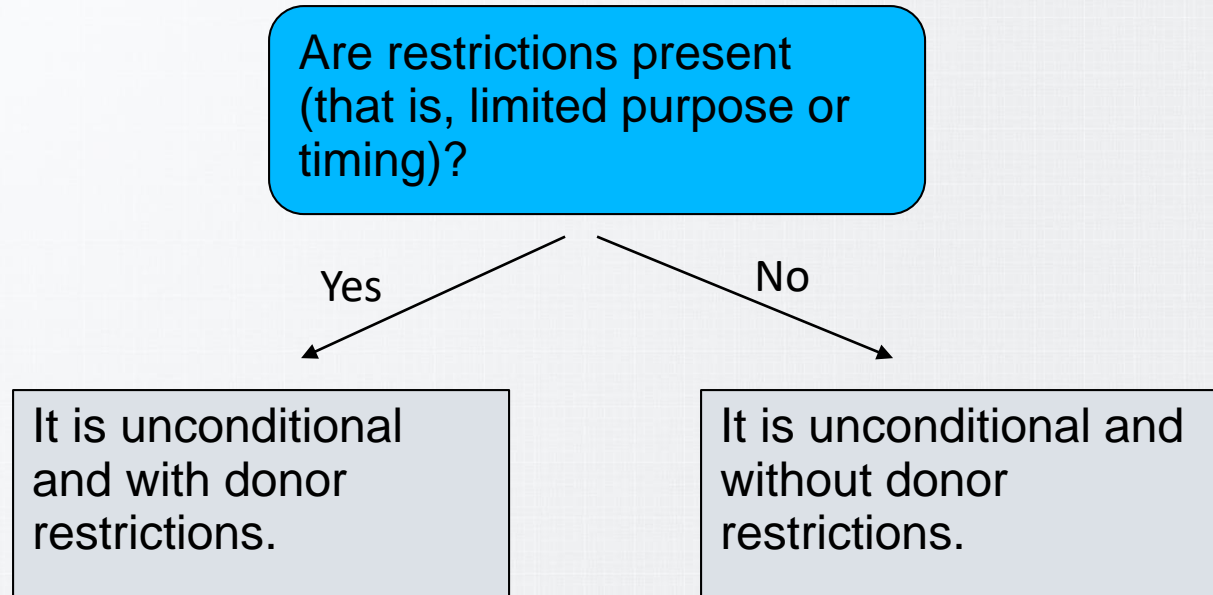 Are restrictions present
(that is, limited purpose or
timing)?
Yes
No
It is unconditional
and with donor
restrictions.
It is unconditional and
without donor
restrictions.